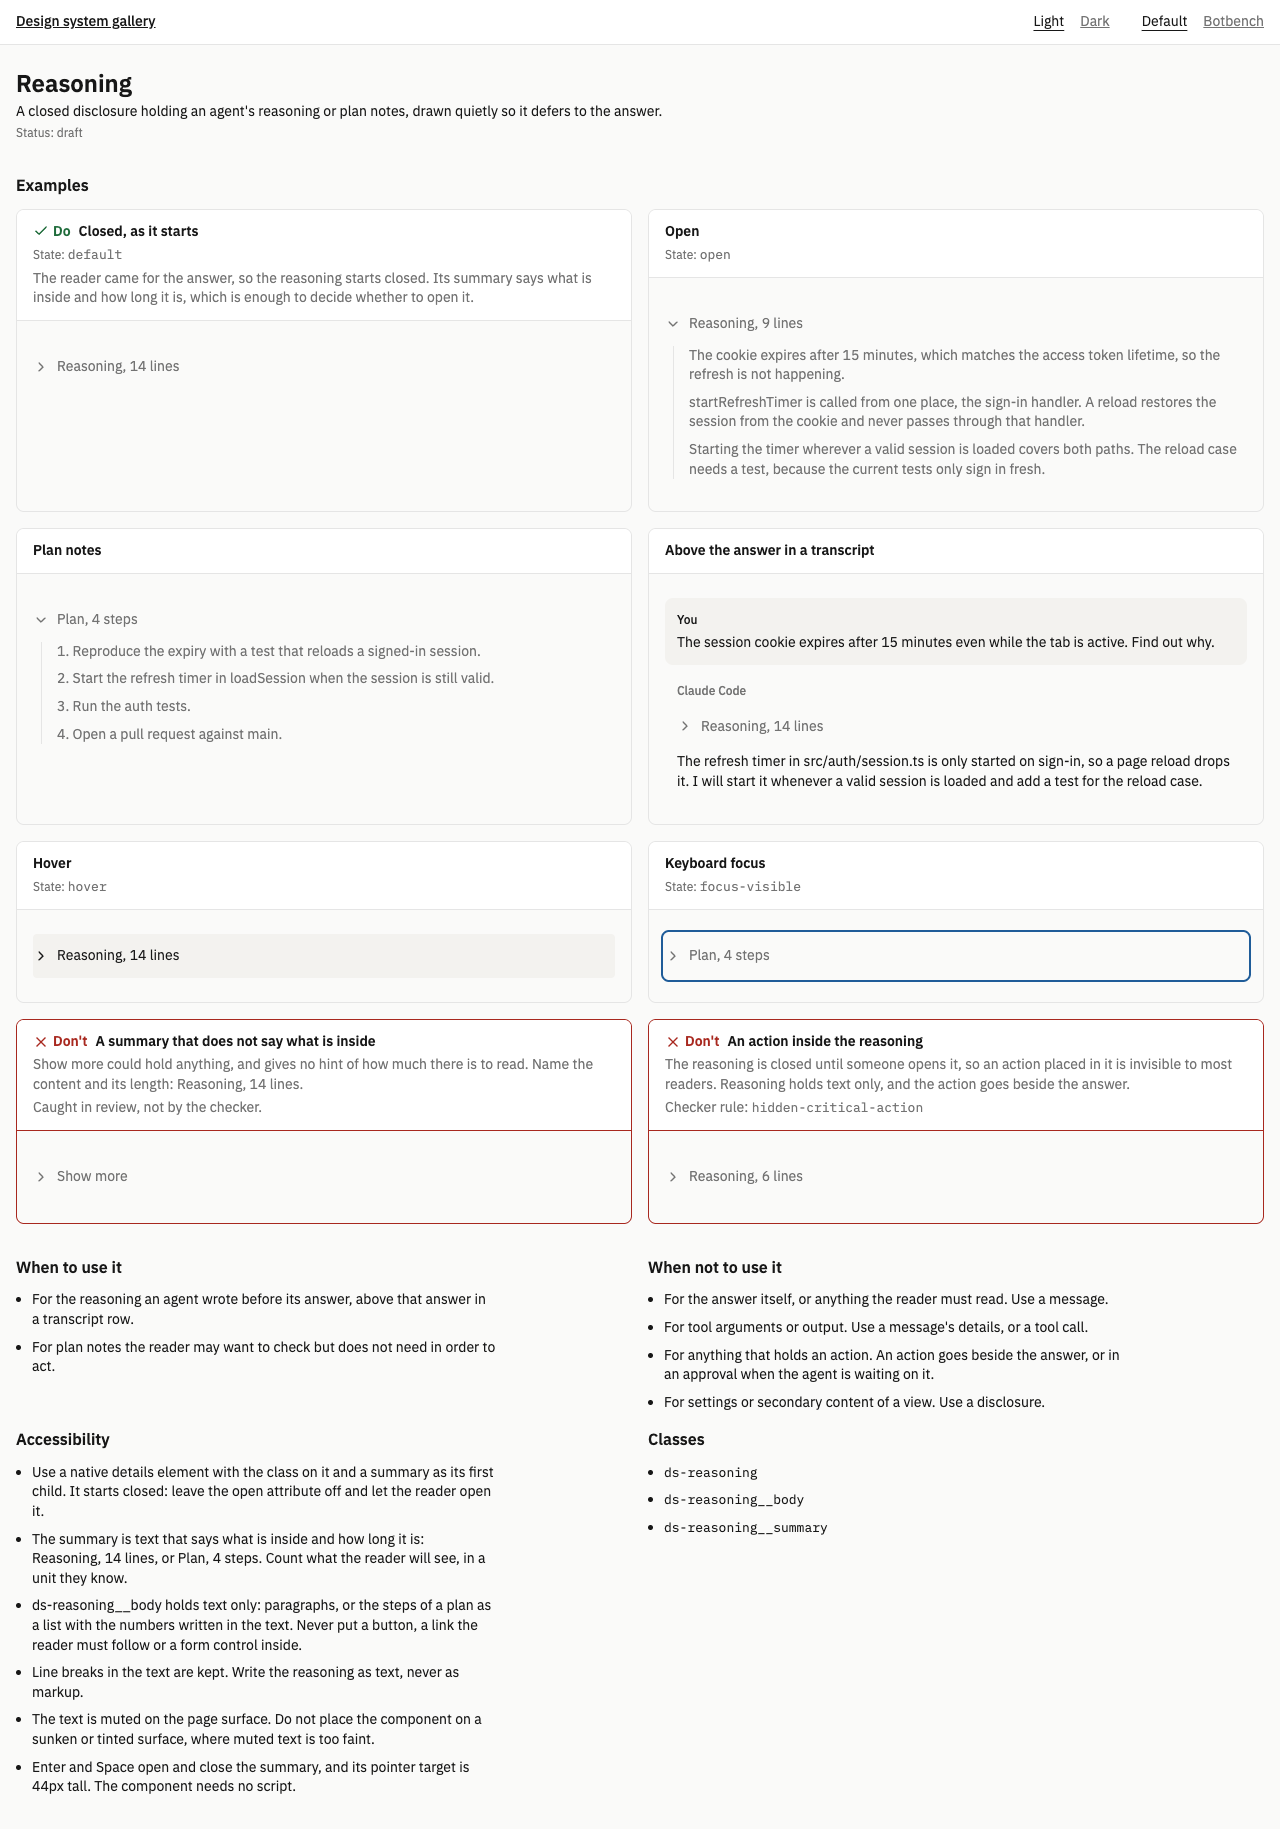 Design system gallery
Light Dark Default Botbench
Reasoning
A closed disclosure holding an agent's reasoning or plan notes, drawn quietly so it defers to the answer.
Status: draft
Examples
Do Closed, as it starts
State: default
The reader came for the answer, so the reasoning starts closed. Its summary says what is
inside and how long it is, which is enough to decide whether to open it.
Reasoning, 14 lines
Open
State: open
Reasoning, 9 lines
The cookie expires after 15 minutes, which matches the access token lifetime, so the
refresh is not happening.
startRefreshTimer is called from one place, the sign-in handler. A reload restores the
session from the cookie and never passes through that handler.
Starting the timer wherever a valid session is loaded covers both paths. The reload case
needs a test, because the current tests only sign in fresh.
Plan notes
Plan, 4 steps
1. Reproduce the expiry with a test that reloads a signed-in session.
2. Start the refresh timer in loadSession when the session is still valid.
3. Run the auth tests.
4. Open a pull request against main.
Above the answer in a transcript
You
The session cookie expires after 15 minutes even while the tab is active. Find out why.
Claude Code
Reasoning, 14 lines
The refresh timer in src/auth/session.ts is only started on sign-in, so a page reload drops
it. I will start it whenever a valid session is loaded and add a test for the reload case.
Hover
State: hover
Reasoning, 14 lines
Keyboard focus
State: focus-visible
Plan, 4 steps
Don't A summary that does not say what is inside
Show more could hold anything, and gives no hint of how much there is to read. Name the
content and its length: Reasoning, 14 lines.
Caught in review, not by the checker.
Show more
Don't An action inside the reasoning
The reasoning is closed until someone opens it, so an action placed in it is invisible to most
readers. Reasoning holds text only, and the action goes beside the answer.
Checker rule: hidden-critical-action
Reasoning, 6 lines
When to use it
For the reasoning an agent wrote before its answer, above that answer in
a transcript row.
For plan notes the reader may want to check but does not need in order to
act.
When not to use it
For the answer itself, or anything the reader must read. Use a message.
For tool arguments or output. Use a message's details, or a tool call.
For anything that holds an action. An action goes beside the answer, or in
an approval when the agent is waiting on it.
For settings or secondary content of a view. Use a disclosure.
Accessibility
Use a native details element with the class on it and a summary as its first
child. It starts closed: leave the open attribute off and let the reader open
it.
The summary is text that says what is inside and how long it is:
Reasoning, 14 lines, or Plan, 4 steps. Count what the reader will see, in a
unit they know.
ds-reasoning__body holds text only: paragraphs, or the steps of a plan as
a list with the numbers written in the text. Never put a button, a link the
reader must follow or a form control inside.
Line breaks in the text are kept. Write the reasoning as text, never as
markup.
The text is muted on the page surface. Do not place the component on a
sunken or tinted surface, where muted text is too faint.
Enter and Space open and close the summary, and its pointer target is
44px tall. The component needs no script.
Classes
ds-reasoning
ds-reasoning__body
ds-reasoning__summary